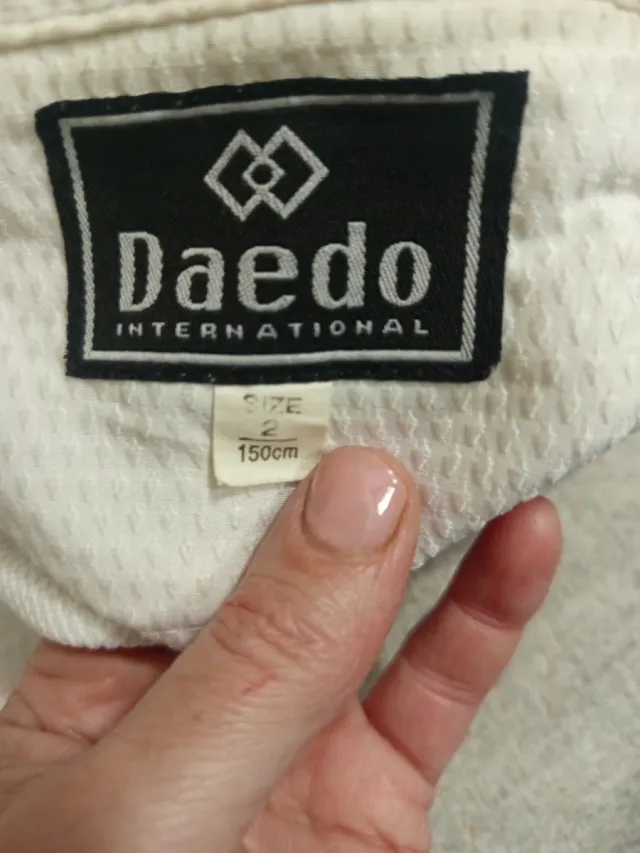 Daedo
INTERNATIONAL
SIZE
2
150cm